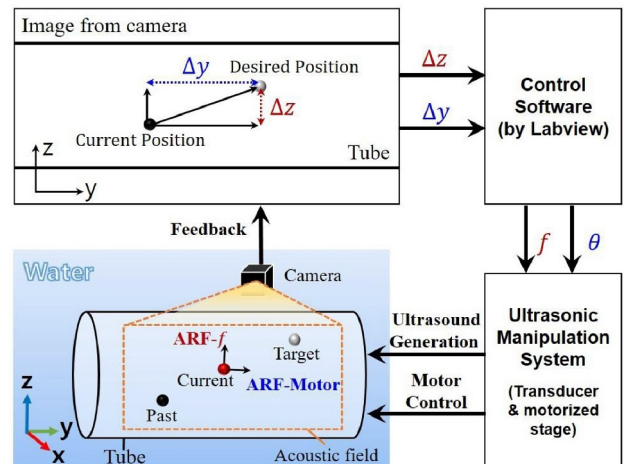 Image from camera
Δy
Desired Position
Δz
Current Position
z
y
Tube
Δz
Δy
Control
Software
(by Labview)
Feedback
f
θ
Water
Camera
ARF-f
Target
Current
ARF-Motor
Past
z
y
x
Tube
Acoustic field
Ultrasound
Generation
Motor
Control
Ultrasonic
Manipulation
System
(Transducer
& motorized
stage)